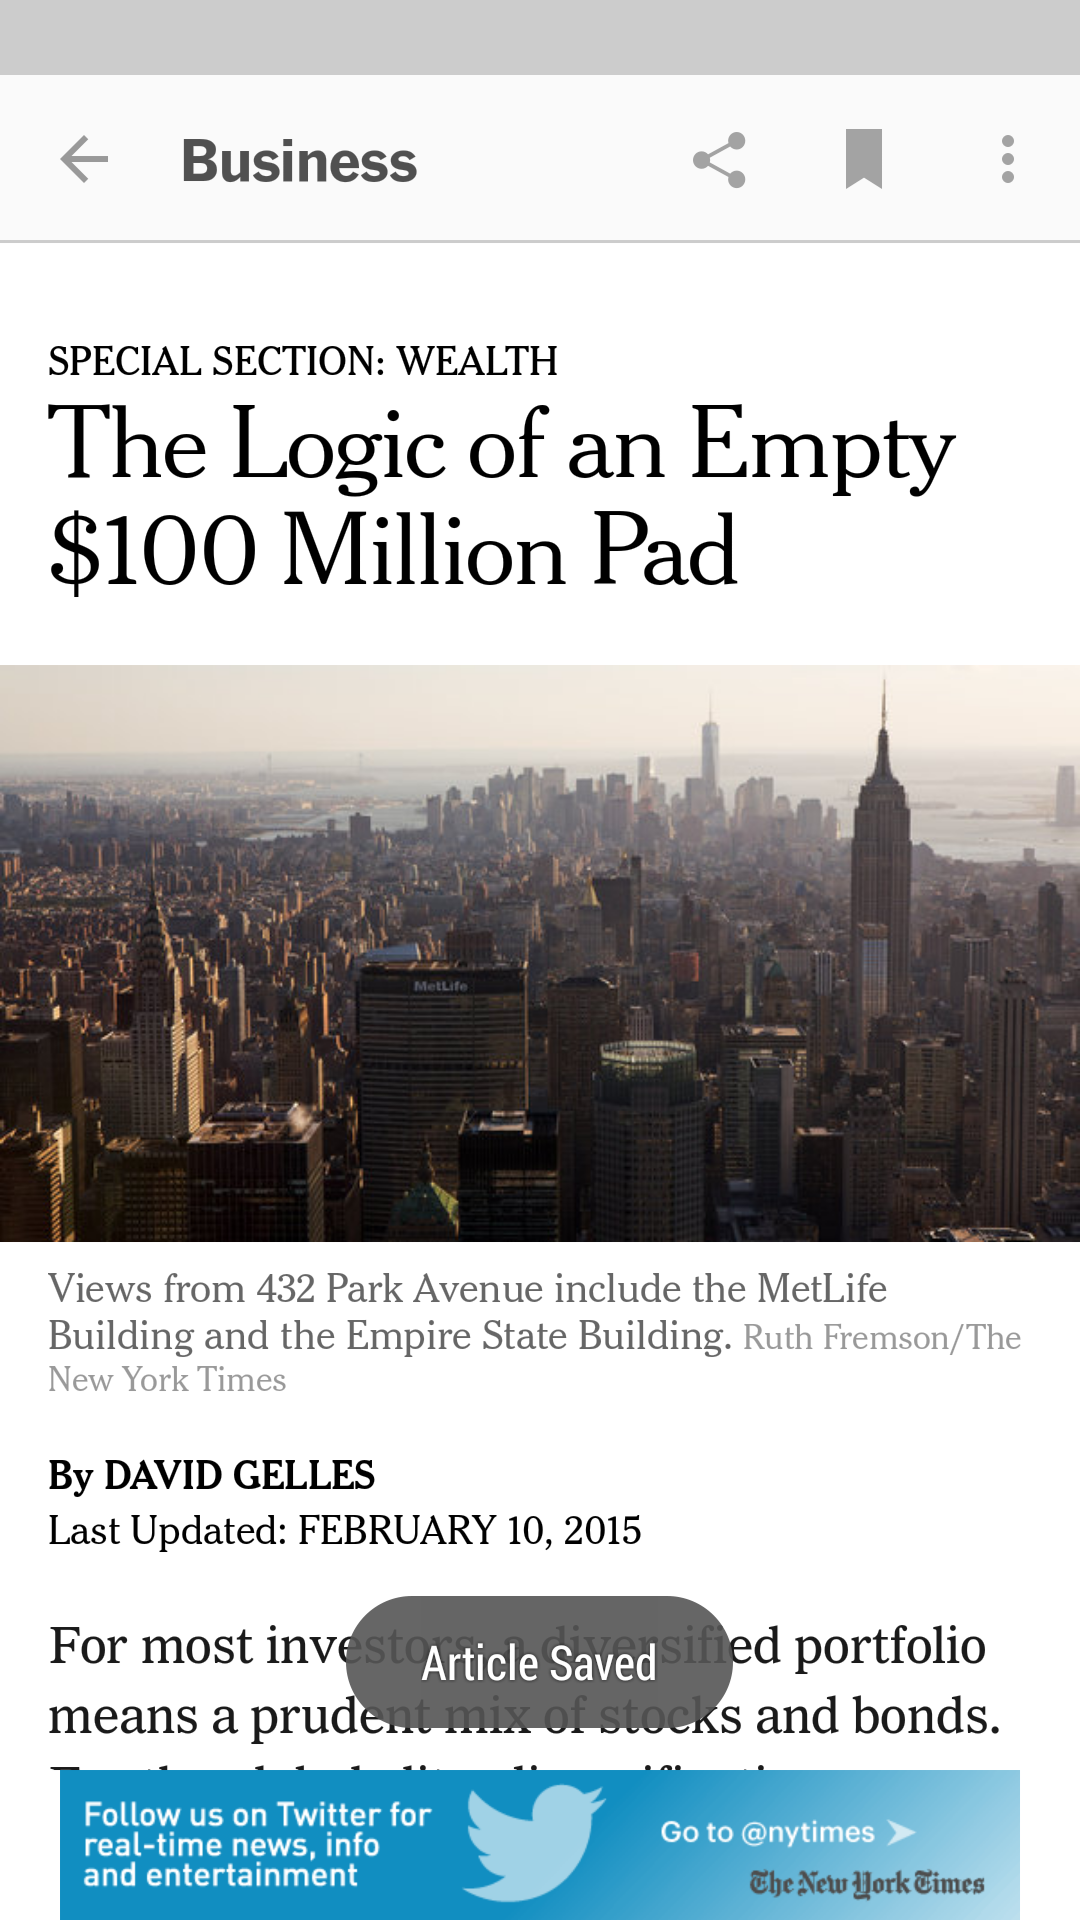 Business
SPECIAL SECTION: WEALTH
The Logic of an Empty
$100 Million Pad
MetLife
Views from 432 Park Avenue include the MetLife
Building and the Empire State Building. Ruth Fremson/The
New York Times
By DAVID GELLES
Last Updated: FEBRUARY 10, 2015
For most investors, a diversified portfolio
means a prudent mix of stocks and bonds.
Article Saved
Follow us on Twitter for
real-time news, info
and entertainment
Go to @nytimes
The New York Times